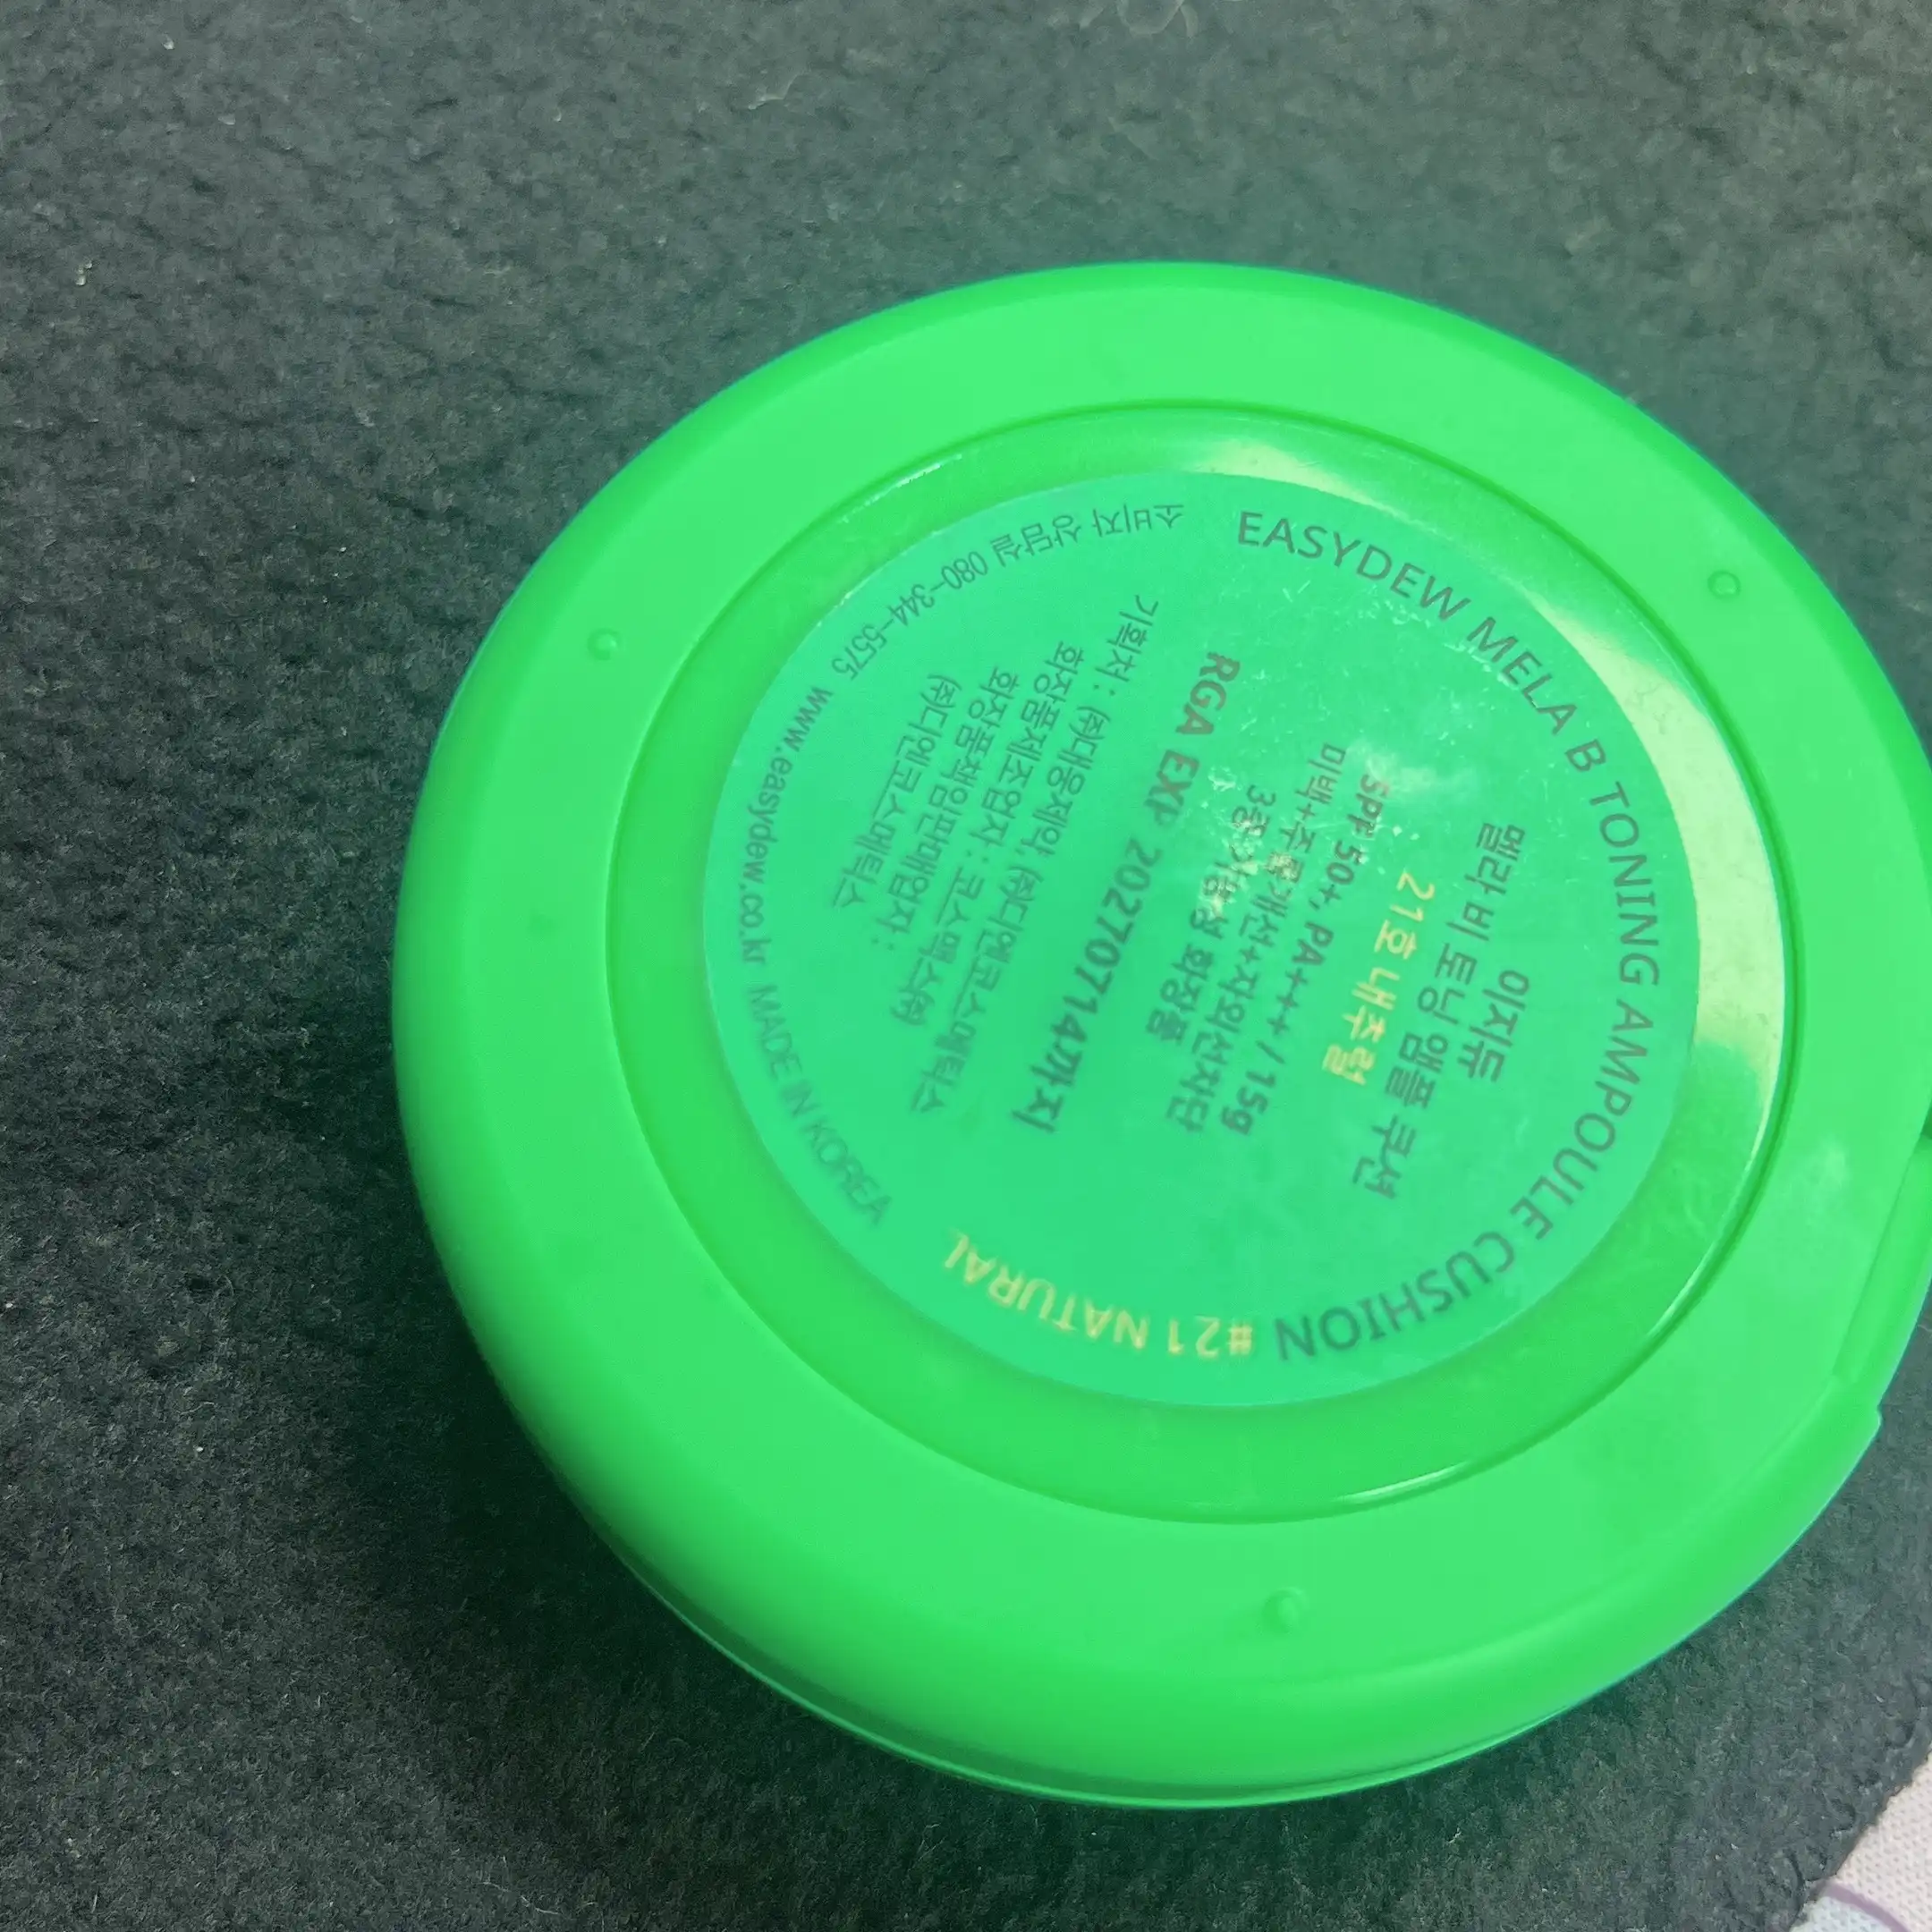 EASYDEW MELA B TONING AMPOULE CUSHION #21 NATURAL
이지듀
멜라 비 토닝 앰플 쿠션
21호 내추럴
SPF 50+, PA++++ / 15g
미백+주름개선+자외선차단
3중 기능성 화장품
RGA EXP 20270714까지
기획처 : ㈜대웅제약 ㈜디엔코스메틱스
화장품제조업자 : 코스맥스㈜
화장품책임판매업자 :
㈜디엔코스메틱스
소비자 상담실 080-344-5575 www.easydew.co.kr MADE IN KOREA